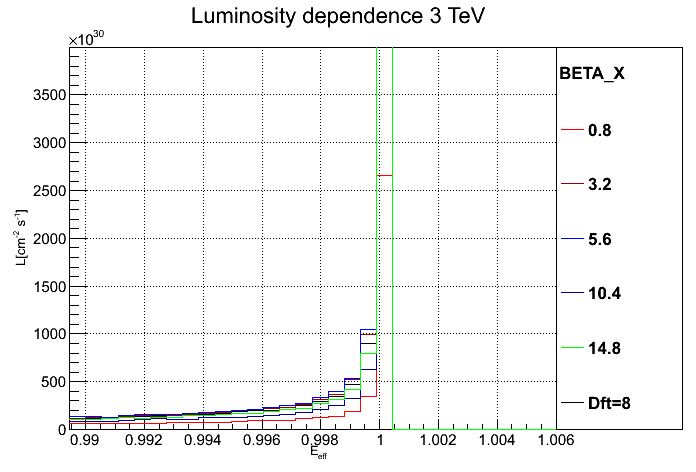 Luminosity dependence 3 TeV
×10³⁰
BETA_X
0.8
3.2
5.6
10.4
14.8
Dft=8
L[cm⁻² s⁻¹]
3500
3000
2500
2000
1500
1000
500
0
0.99 0.992 0.994 0.996 0.998 1 1.002 1.004 1.006
E_eff